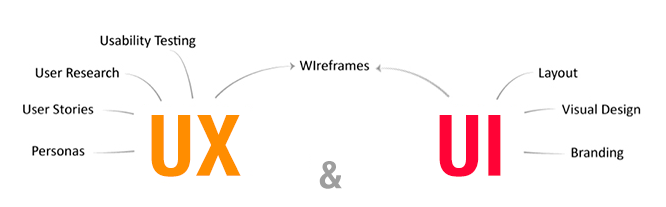 Usability Testing
User Research
WIreframes
Layout
User Stories
Visual Design
Personas
Branding
UX
&
UI